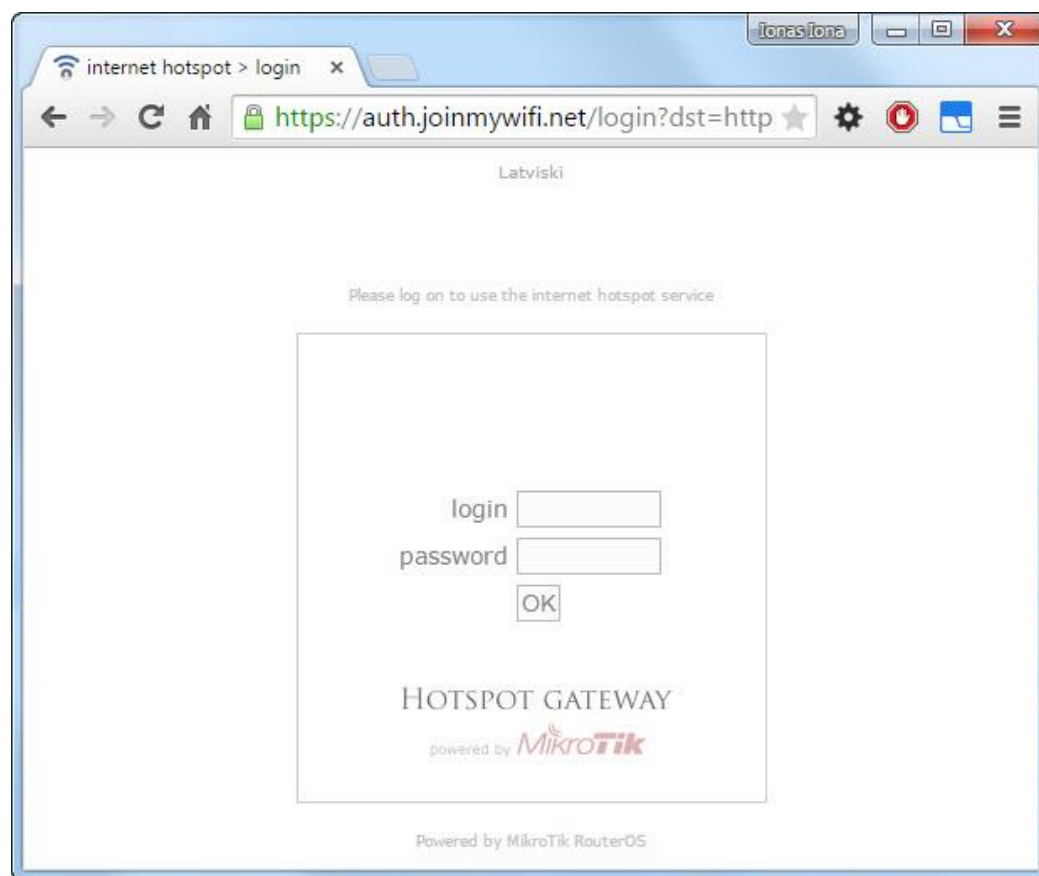 Ionas Iona
internet hotspot > login
https://auth.joinmywifi.net/login?dst=http
Latviski
Please log on to use the internet hotspot service
login
password
OK
HOTSPOT GATEWAY
powered by MikroTik
Powered by MikroTik RouterOS